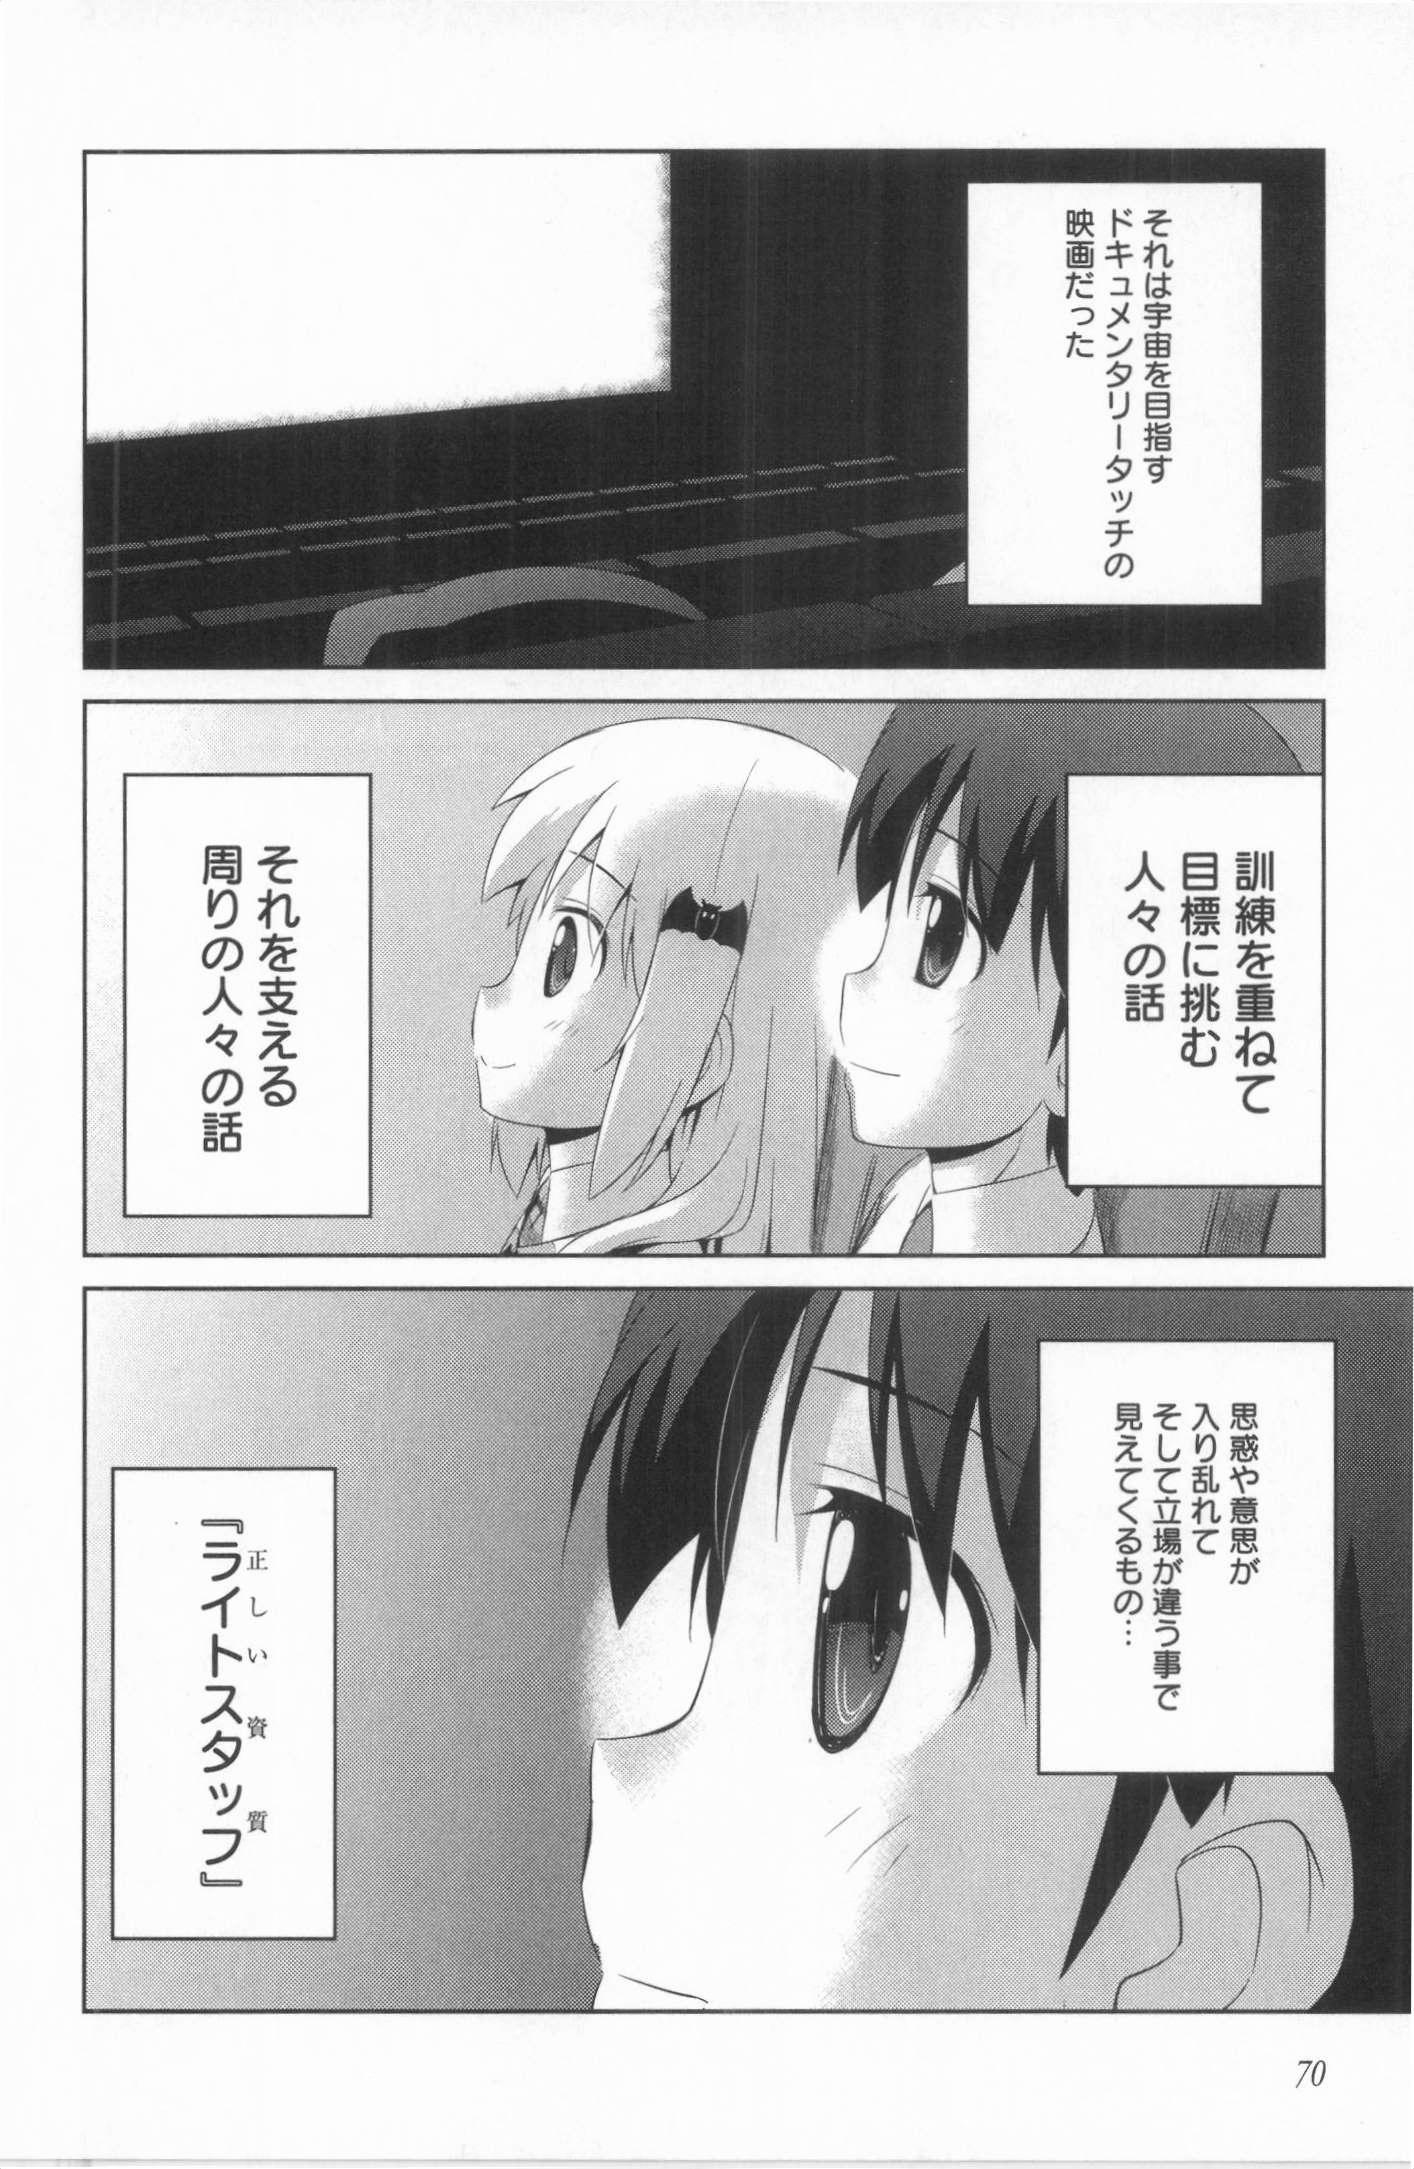 それは宇宙を目指す
ドキュメンタリータッチの
映画だった
訓練を重ねて
目標に挑む
人々の話
それを支える
周りの人々の話
思惑や意思が
入り乱れて
そして立場が違う事で
見えてくるもの…
正しい資質
『ライトスタッフ』
70